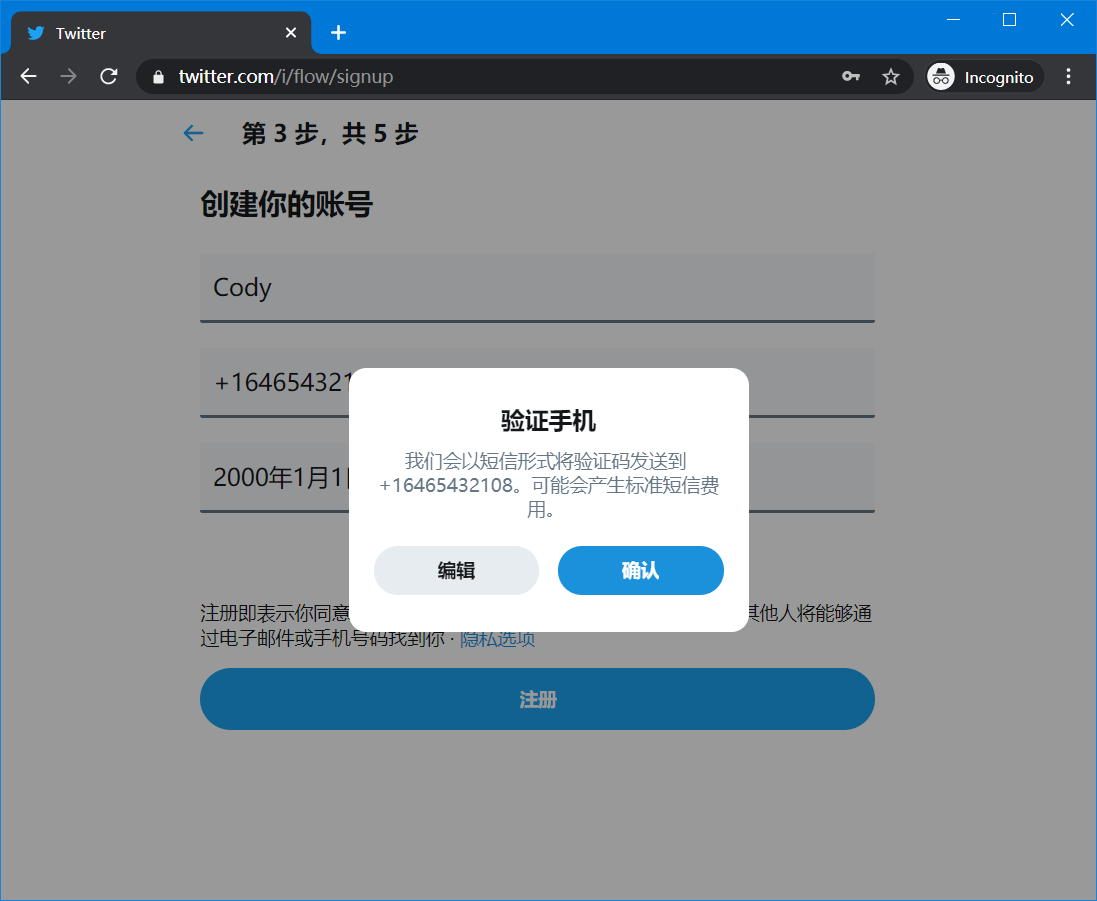 Twitter
twitter.com/i/flow/signup
Incognito
第 3 步，共 5 步
创建你的账号
Cody
+1646543210
2000年1月1
验证手机
我们会以短信形式将验证码发送到
+16465432108。可能会产生标准短信费
用。
编辑
确认
注册即表示你同意
其他人将能够通
过电子邮件或手机号码找到你 · 隐私选项
注册